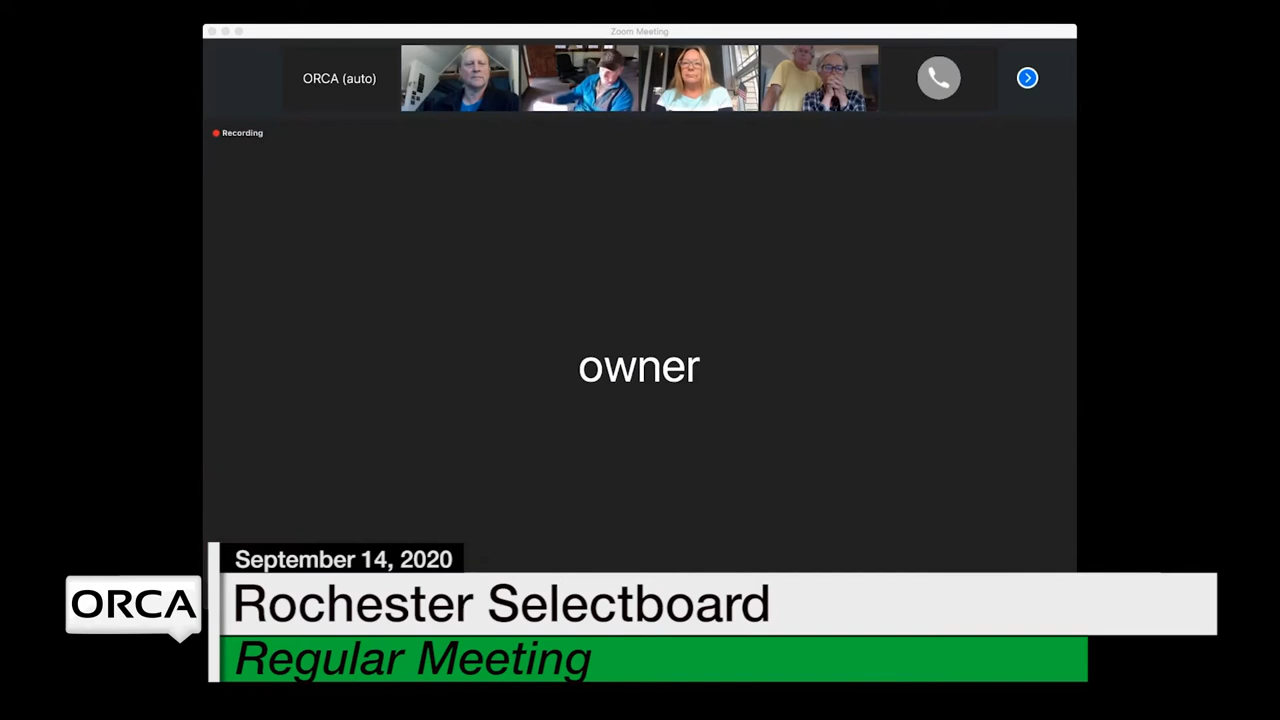 Zoom Meeting
ORCA (auto)
Recording
owner
September 14, 2020
ORCA
Rochester Selectboard
Regular Meeting